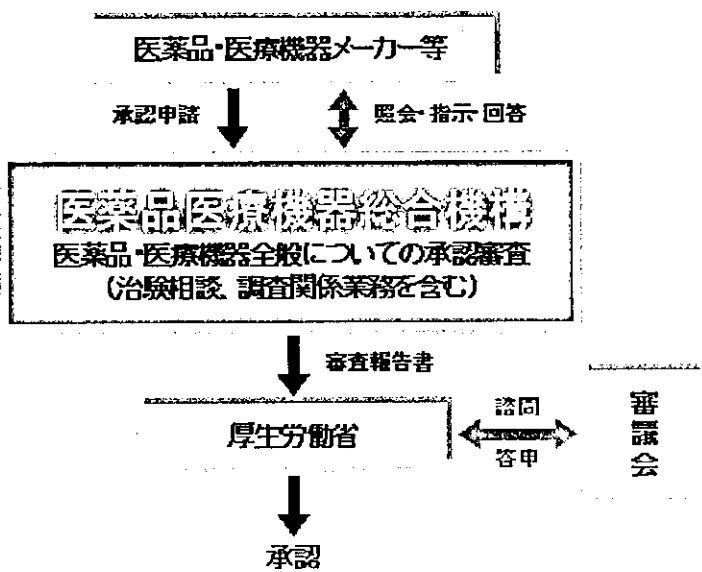 医薬品・医療機器メーカー等
承認申請
照会・指示・回答
医薬品医療機器総合機構
医薬品・医療機器全般についての承認審査
（治験相談、調査関係業務を含む）
審査報告書
厚生労働省
諮問
答申
審議会
承認